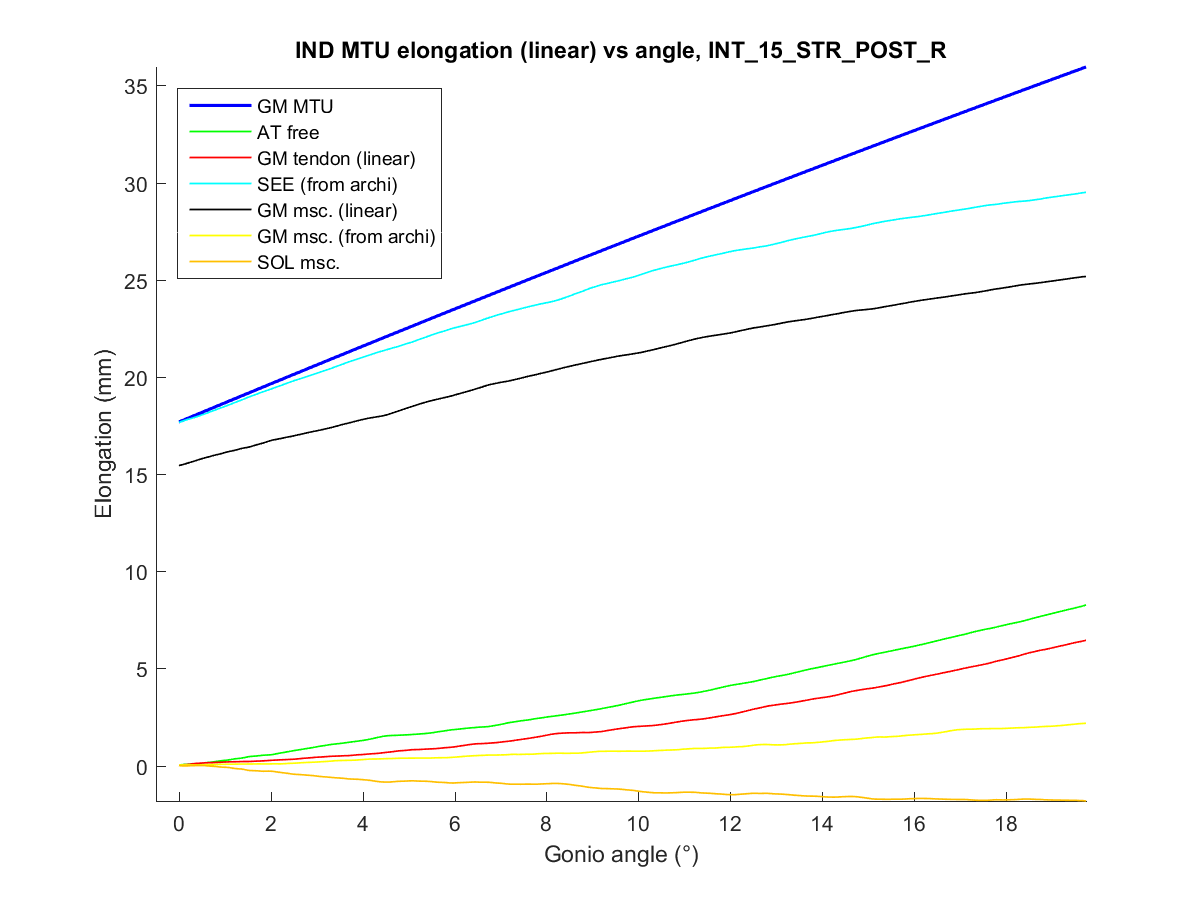 IND MTU elongation (linear) vs angle, INT_15_STR_POST_R
GM MTU
AT free
GM tendon (linear)
SEE (from archi)
GM msc. (linear)
GM msc. (from archi)
SOL msc.
Elongation (mm)
35
30
25
20
15
10
5
0
0 2 4 6 8 10 12 14 16 18
Gonio angle (°)